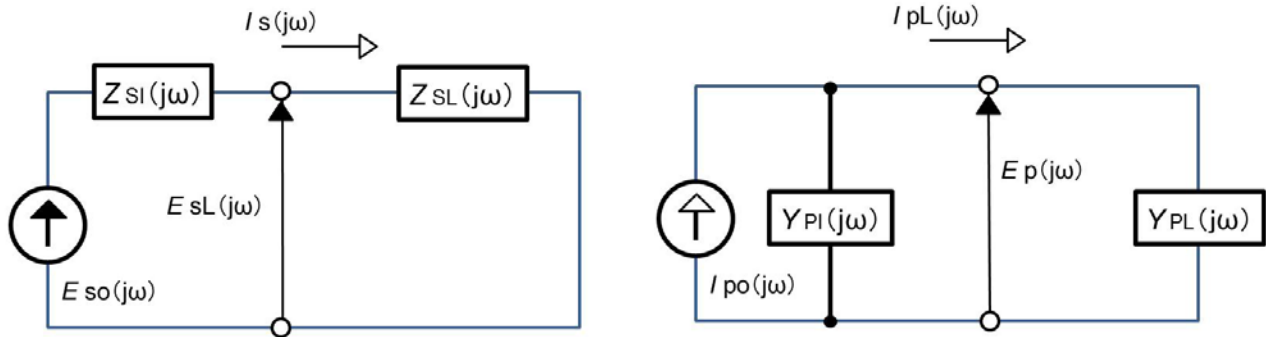 I s(jω)
Z SI(jω)
Z SL(jω)
E sL(jω)
E so(jω)
I pL(jω)
E p(jω)
Y PI(jω)
Y PL(jω)
I po(jω)